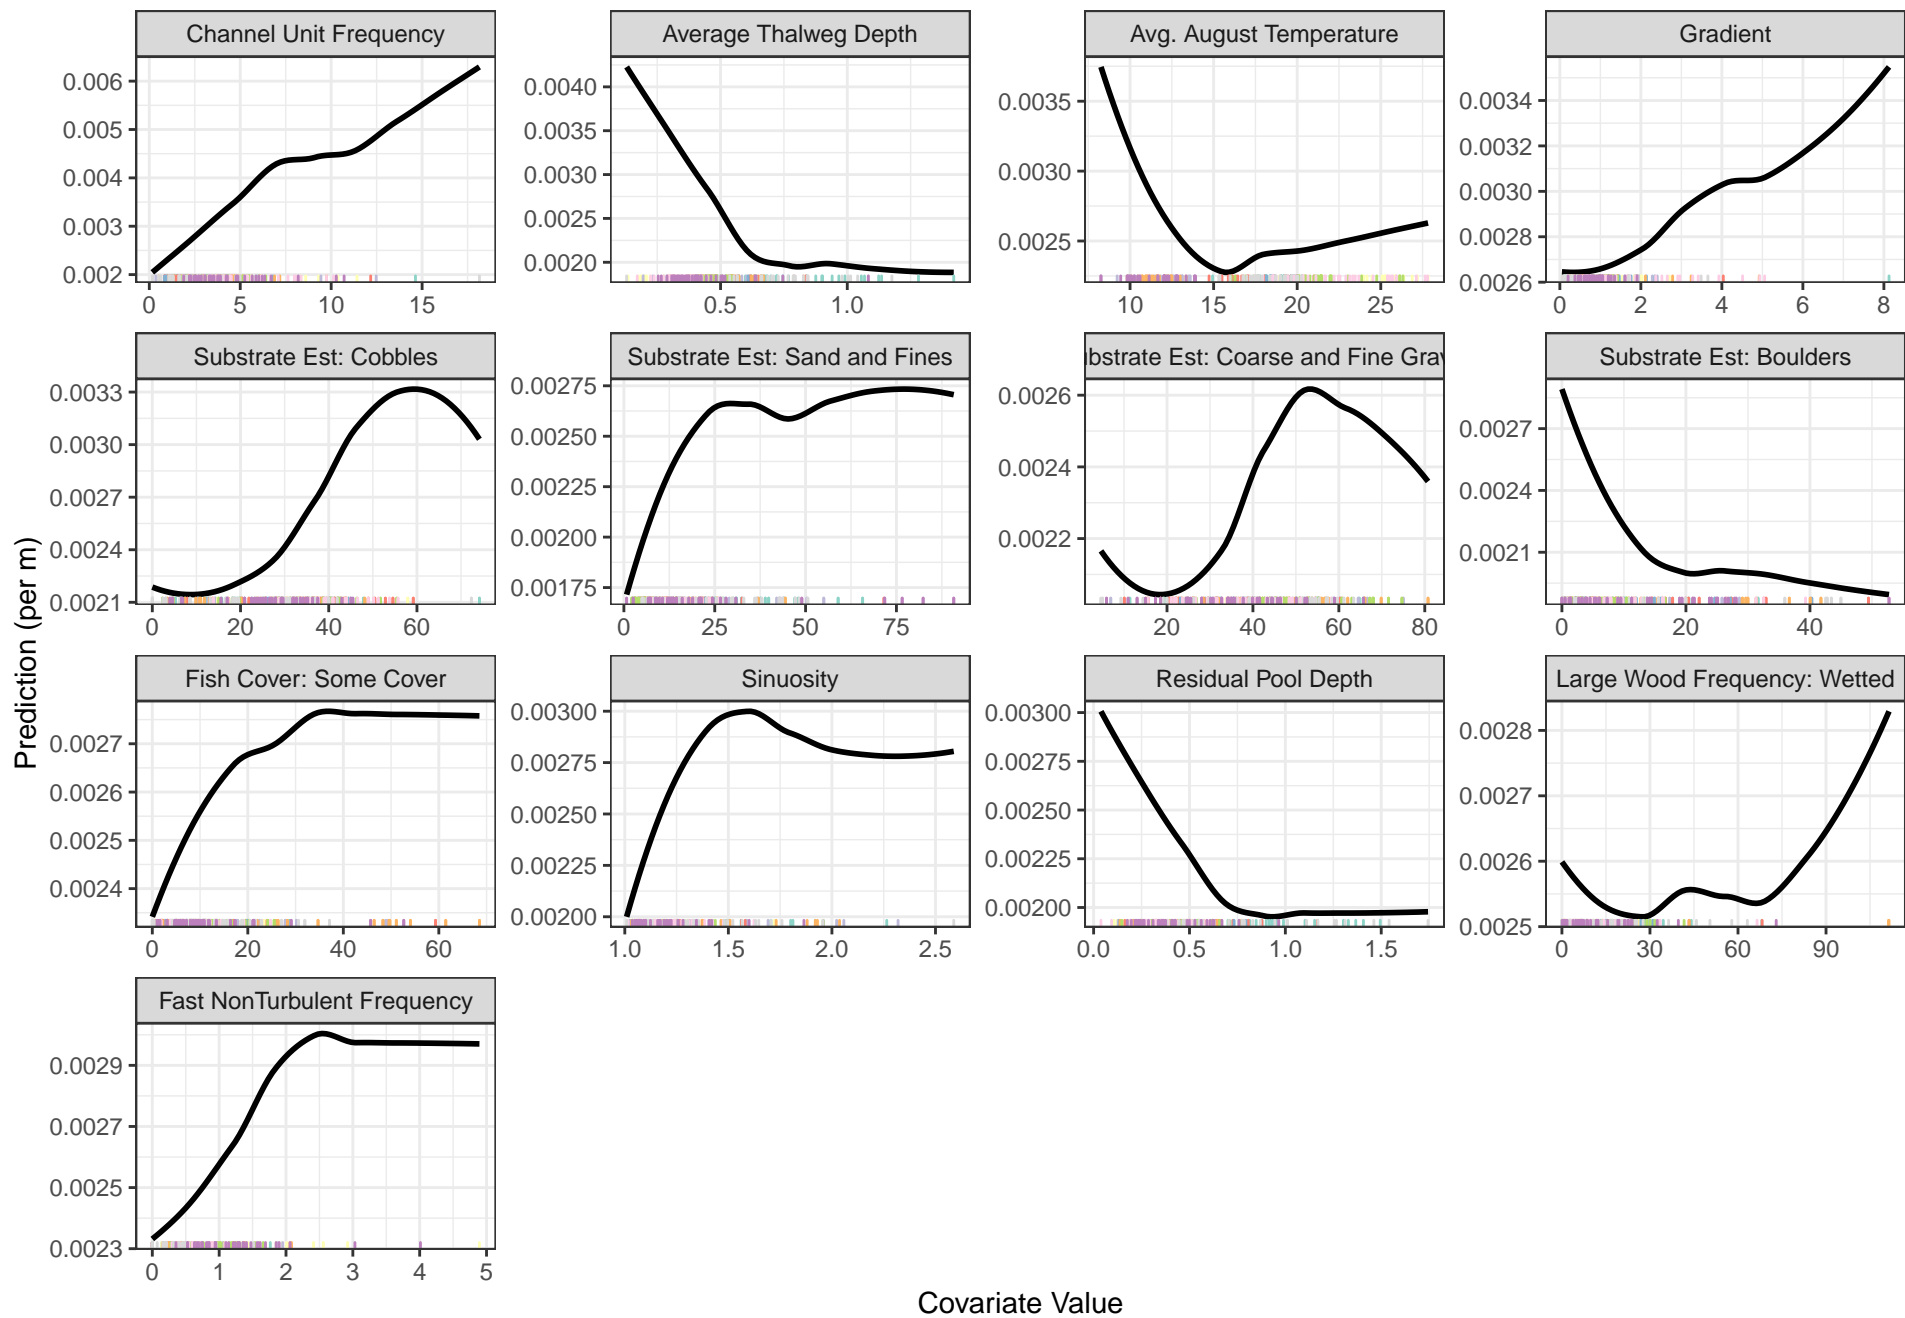 Channel Unit Frequency
Average Thalweg Depth
Avg. August Temperature
Gradient
0.006
0.005
0.004
0.003
0.002
0 5 10 15
0.0040
0.0035
0.0030
0.0025
0.0020
0.5 1.0
0.0035
0.0030
0.0025
10 15 20 25
0.0034
0.0032
0.0030
0.0028
0.0026
0 2 4 6 8
Substrate Est: Cobbles
Substrate Est: Sand and Fines
ubstrate Est: Coarse and Fine Grav
Substrate Est: Boulders
0.0033
0.0030
0.0027
0.0024
0.0021
0 20 40 60
0.00275
0.00250
0.00225
0.00200
0.00175
0 25 50 75
0.0026
0.0024
0.0022
20 40 60 80
0.0027
0.0024
0.0021
0 20 40
Fish Cover: Some Cover
Sinuosity
Residual Pool Depth
Large Wood Frequency: Wetted
0.0027
0.0026
0.0025
0.0024
0 20 40 60
0.00300
0.00275
0.00250
0.00225
0.00200
1.0 1.5 2.0 2.5
0.00300
0.00275
0.00250
0.00225
0.00200
0.0 0.5 1.0 1.5
0.0028
0.0027
0.0026
0.0025
0 30 60 90
Fast NonTurbulent Frequency
0.0029
0.0027
0.0025
0.0023
0 1 2 3 4 5
Prediction (per m)
Covariate Value